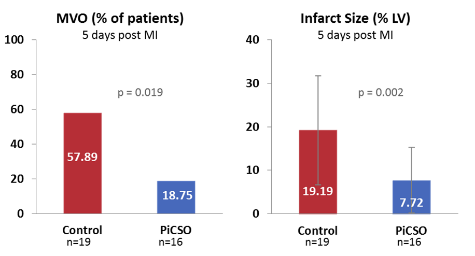 MVO (% of patients)
5 days post MI
100
80
60
40
20
0
p = 0.019
57.89
18.75
Control
n=19
PiCSO
n=16
Infarct Size (% LV)
5 days post MI
40
30
20
10
0
p = 0.002
19.19
7.72
Control
n=19
PiCSO
n=16